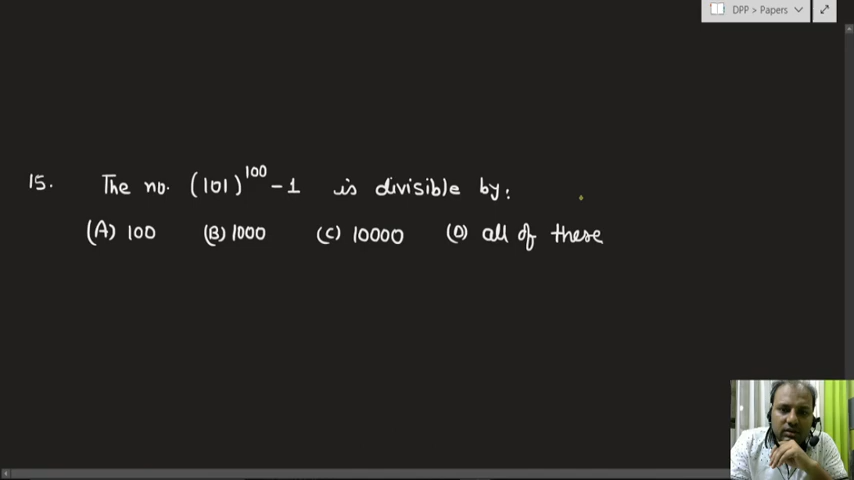 DPP > Papers
15. The no. (101)^100 - 1 is divisible by:
(A) 100 (B) 1000 (C) 10000 (D) all of these